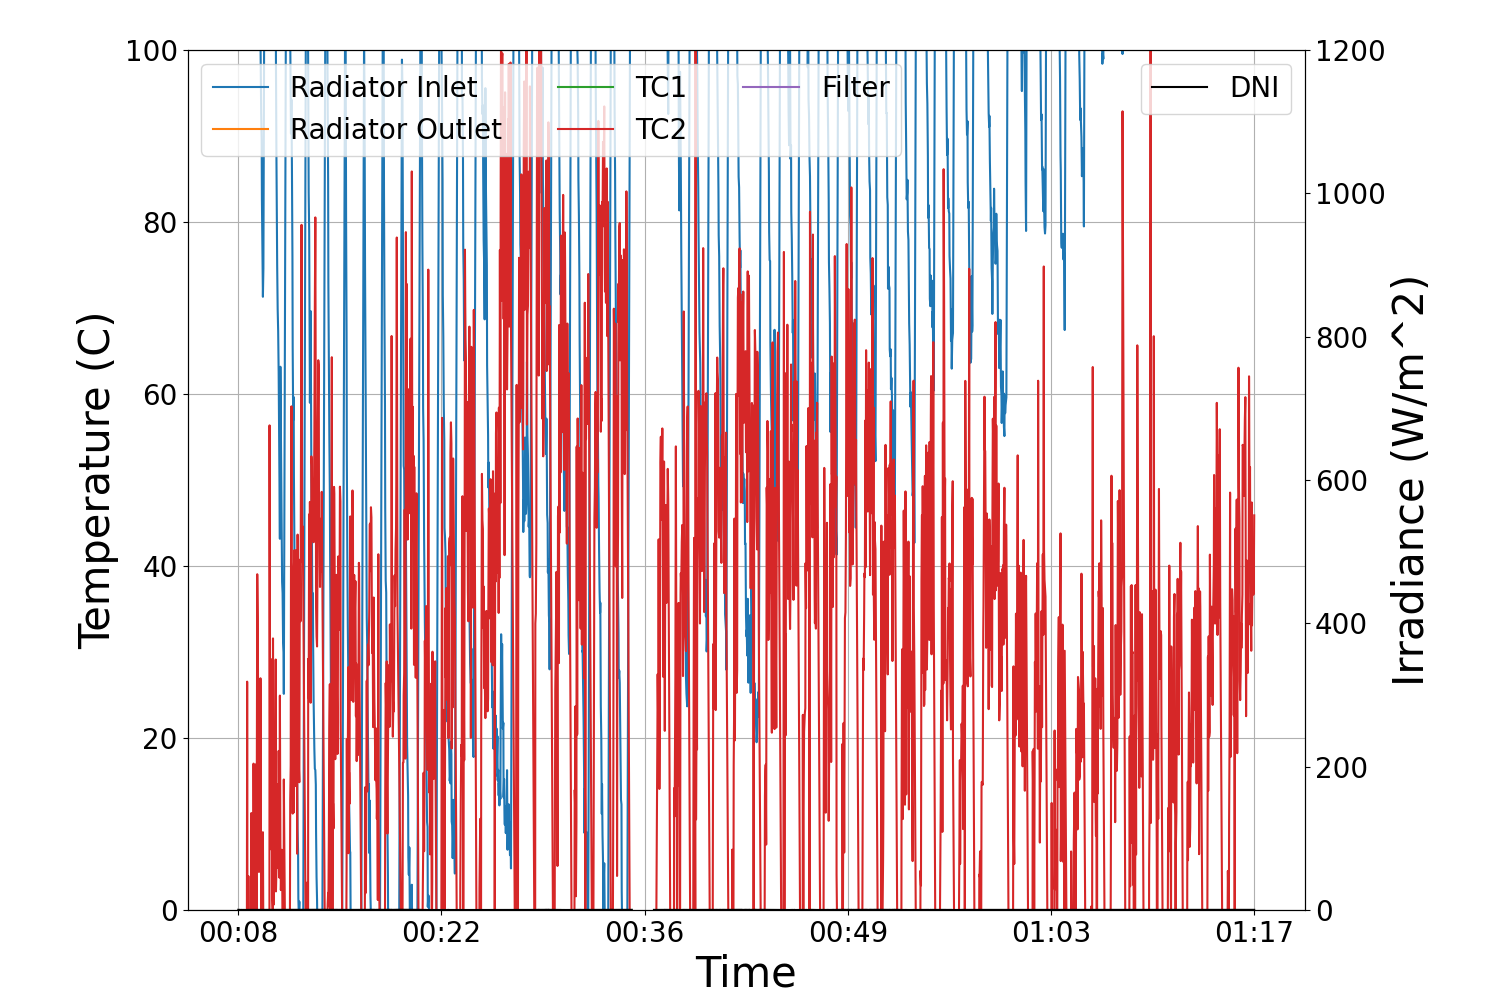 100
80
60
40
20
0
Temperature (C)
Radiator Inlet
Radiator Outlet
TC1
TC2
Filter
DNI
1200
1000
800
600
400
200
0
Irradiance (W/m^2)
00:08
00:22
00:36
00:49
01:03
01:17
Time